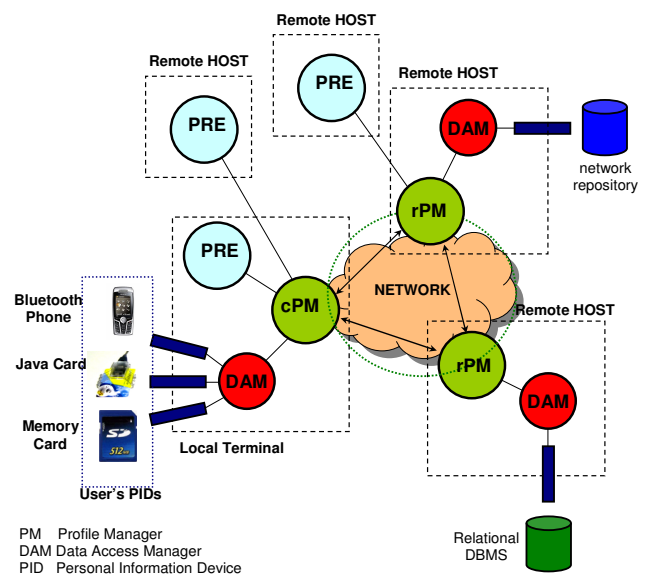 Remote HOST
Remote HOST
Remote HOST
PRE
PRE
DAM
network
repository
rPM
PRE
NETWORK
cPM
Bluetooth
Phone
Remote HOST
rPM
Java Card
DAM
DAM
Memory
Card
SD
512
Local Terminal
User's PIDs
Relational
DBMS
PM Profile Manager
DAM Data Access Manager
PID Personal Information Device